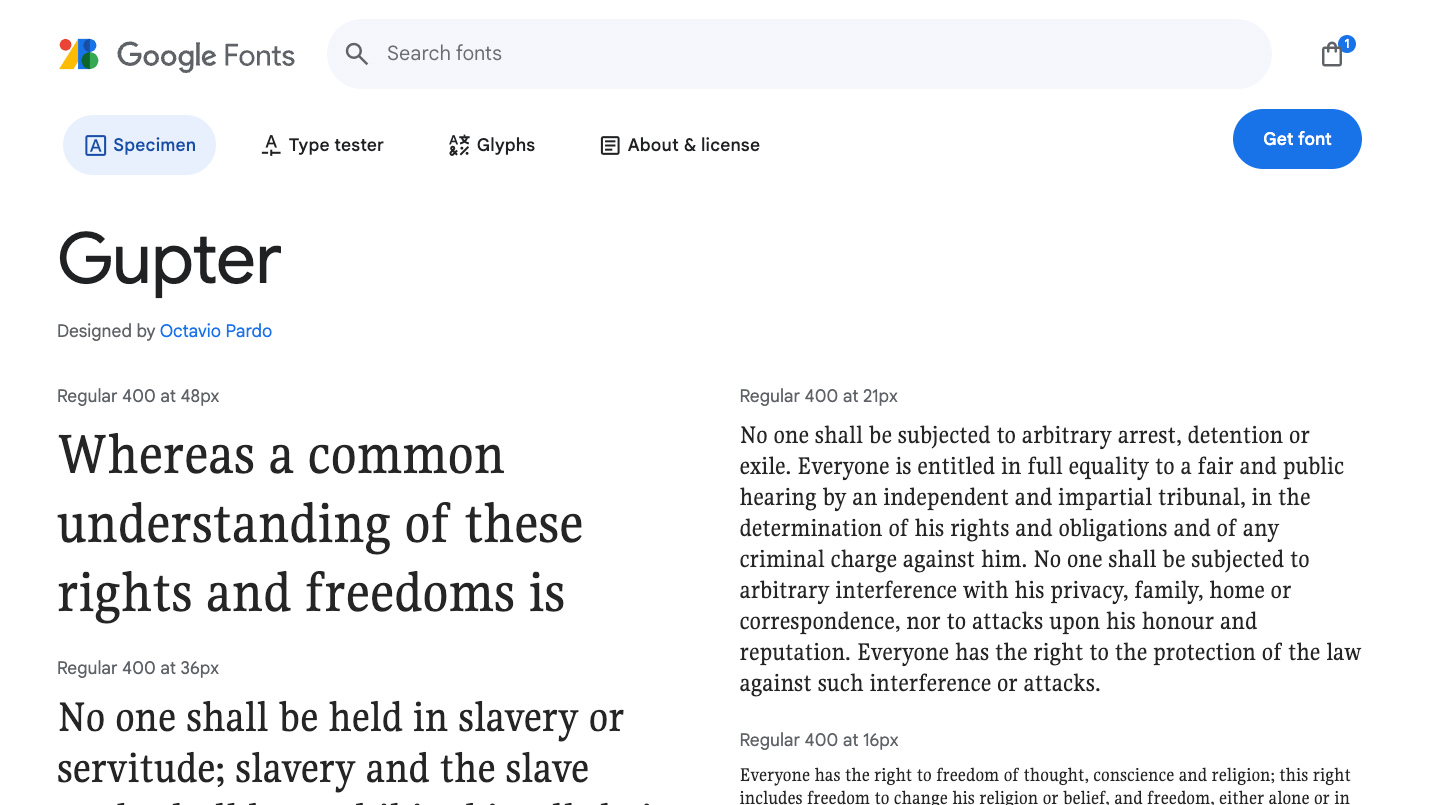 Google Fonts
Search fonts
1
Specimen
Type tester
Glyphs
About & license
Get font
Gupter
Designed by Octavio Pardo
Regular 400 at 48px
Whereas a common
understanding of these
rights and freedoms is
Regular 400 at 36px
No one shall be held in slavery or
servitude; slavery and the slave
Regular 400 at 21px
No one shall be subjected to arbitrary arrest, detention or
exile. Everyone is entitled in full equality to a fair and public
hearing by an independent and impartial tribunal, in the
determination of his rights and obligations and of any
criminal charge against him. No one shall be subjected to
arbitrary interference with his privacy, family, home or
correspondence, nor to attacks upon his honour and
reputation. Everyone has the right to the protection of the law
against such interference or attacks.
Regular 400 at 16px
Everyone has the right to freedom of thought, conscience and religion; this right
includes freedom to change his religion or belief, and freedom, either alone or in